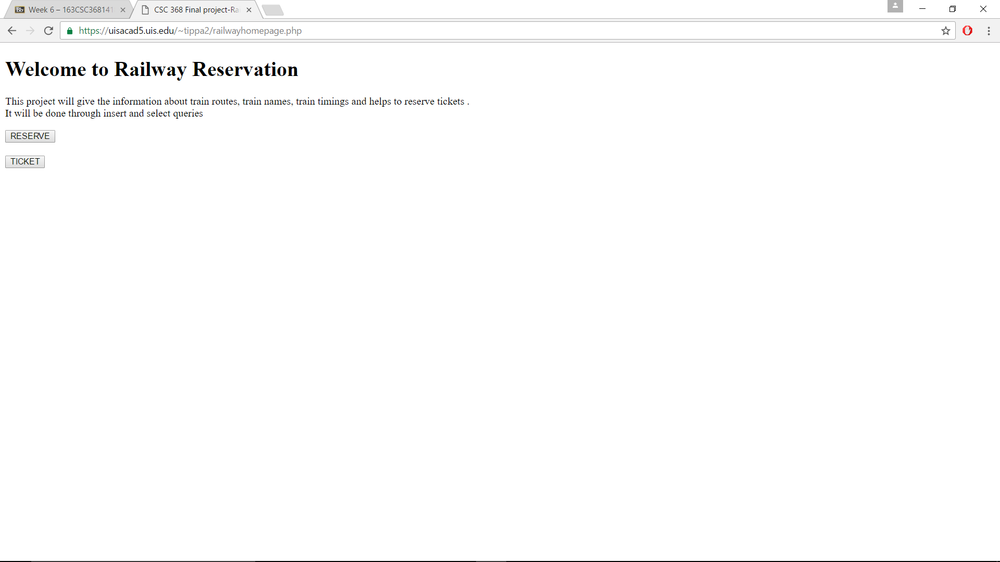 Bb Week 6 – 163CSC368141
CSC 368 Final project-Ra
https://uisacad5.uis.edu/~tippa2/railwayhomepage.php
Welcome to Railway Reservation
This project will give the information about train routes, train names, train timings and helps to reserve tickets .
It will be done through insert and select queries
RESERVE
TICKET